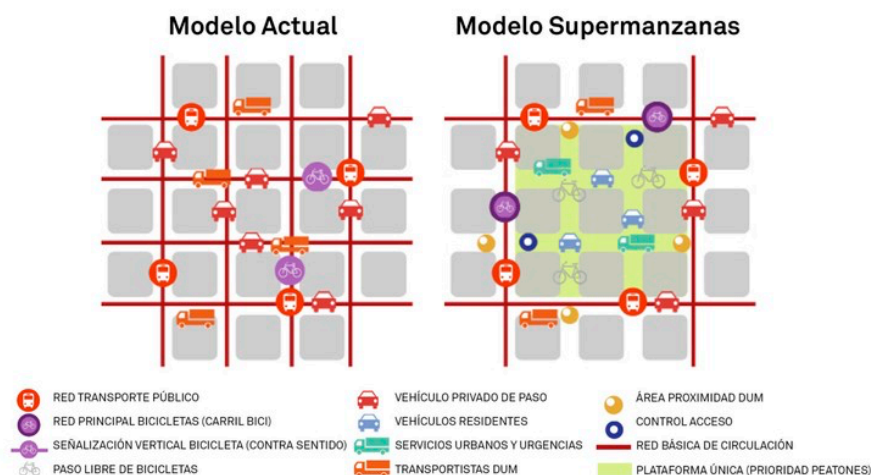 Modelo Actual
Modelo Supermanzanas
RED TRANSPORTE PÚBLICO
RED PRINCIPAL BICICLETAS (CARRIL BICI)
SEÑALIZACIÓN VERTICAL BICICLETA (CONTRA SENTIDO)
PASO LIBRE DE BICICLETAS
VEHÍCULO PRIVADO DE PASO
VEHÍCULOS RESIDENTES
SERVICIOS URBANOS Y URGENCIAS
TRANSPORTISTAS DUM
ÁREA PROXIMIDAD DUM
CONTROL ACCESO
RED BÁSICA DE CIRCULACIÓN
PLATAFORMA ÚNICA (PRIORIDAD PEATONES)